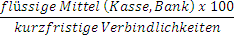 flüssige Mittel (Kasse, Bank) x 100
kurzfristige Verbindlichkeiten